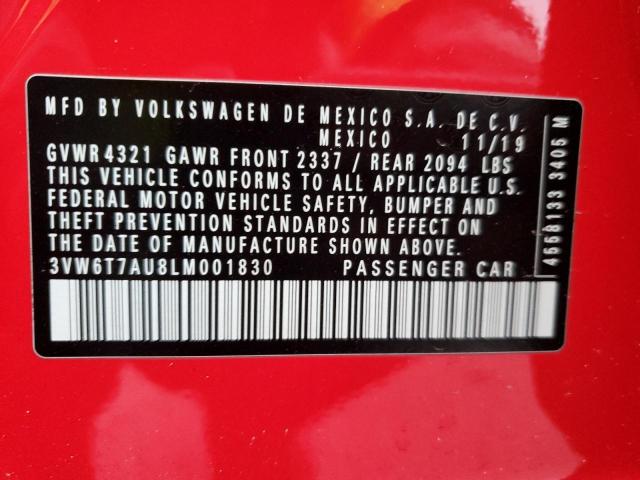 MFD BY VOLKSWAGEN DE MEXICO S.A. DE C.V.
MEXICO 11/19
GVWR 4321 GAWR FRONT 2337 / REAR 2094 LBS
THIS VEHICLE CONFORMS TO ALL APPLICABLE U.S.
FEDERAL MOTOR VEHICLE SAFETY, BUMPER AND
THEFT PREVENTION STANDARDS IN EFFECT ON
THE DATE OF MANUFACTURE SHOWN ABOVE.
3VW6T7AU8LM001830 PASSENGER CAR
4558133 3405 M